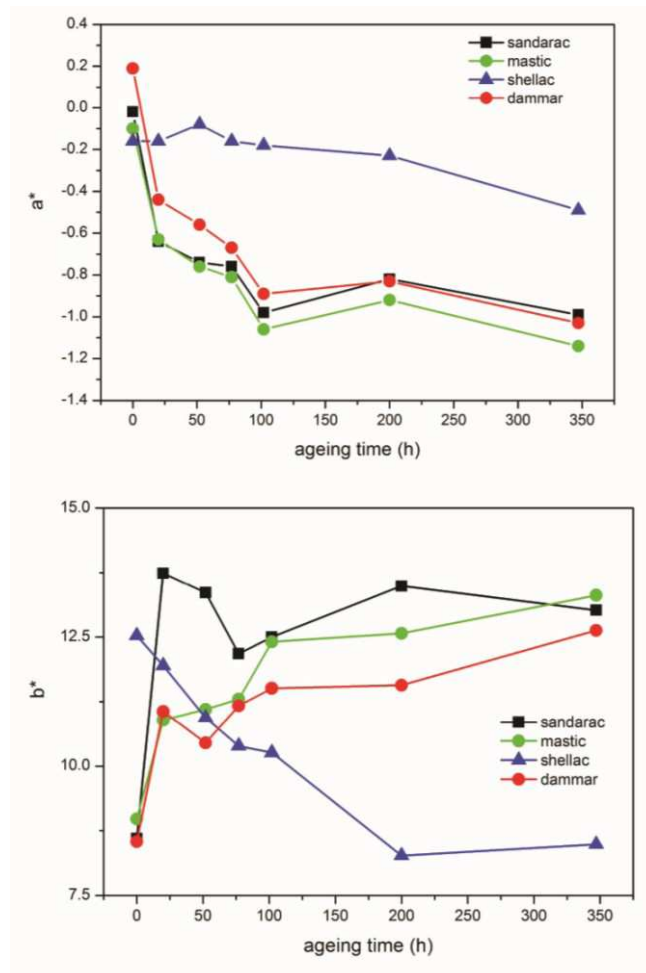 0.4
0.2
0.0
-0.2
-0.4
-0.6
-0.8
-1.0
-1.2
-1.4
a*
sandarac
mastic
shellac
dammar
0 50 100 150 200 250 300 350
ageing time (h)
15.0
12.5
10.0
7.5
b*
sandarac
mastic
shellac
dammar
0 50 100 150 200 250 300 350
ageing time (h)